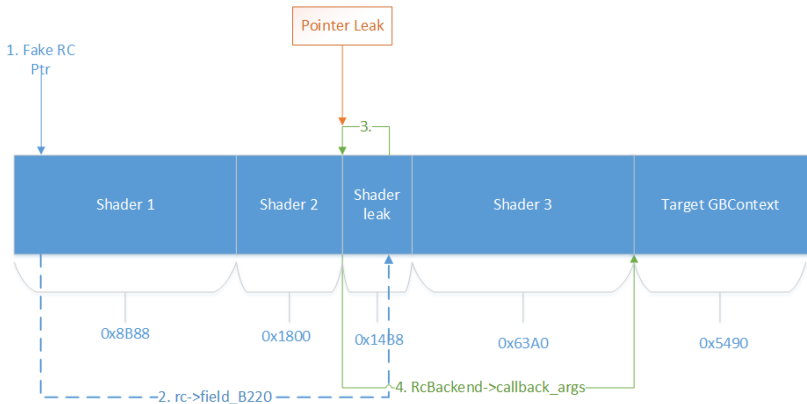 Pointer Leak
1. Fake RC
Ptr
3.
Shader 1
Shader 2
Shader
leak
Shader 3
Target GBContext
0x8B88
0x1800
0x14B8
0x63A0
0x5490
2. rc->field_B220
4. RcBackend->callback_args